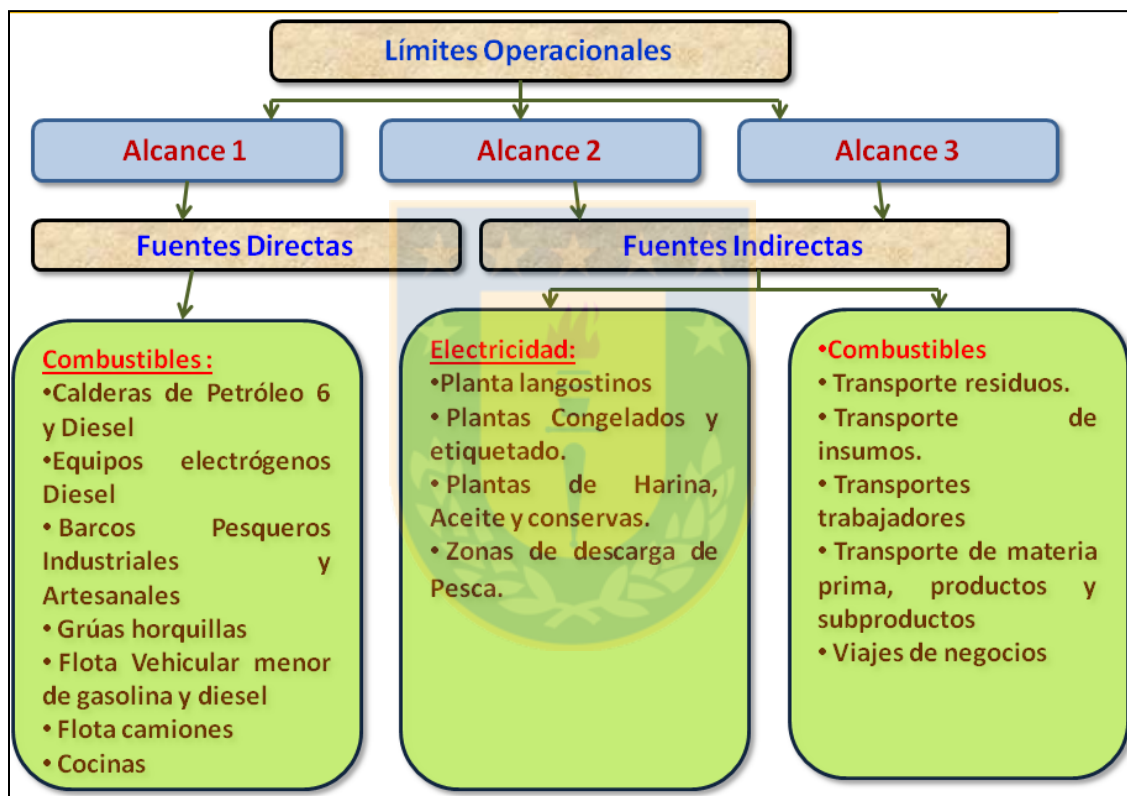 Límites Operacionales
Alcance 1
Alcance 2
Alcance 3
Fuentes Directas
Fuentes Indirectas
Combustibles :
•Calderas de Petróleo 6
y Diesel
•Equipos electrógenos
Diesel
• Barcos Pesqueros
Industriales y
Artesanales
• Grúas horquillas
• Flota Vehicular menor
de gasolina y diesel
• Flota camiones
• Cocinas
Electricidad:
•Planta langostinos
• Plantas Congelados y
etiquetado.
• Plantas de Harina,
Aceite y conservas.
• Zonas de descarga de
Pesca.
•Combustibles
• Transporte residuos.
• Transporte de
insumos.
• Transportes
trabajadores
• Transporte de materia
prima, productos y
subproductos
• Viajes de negocios